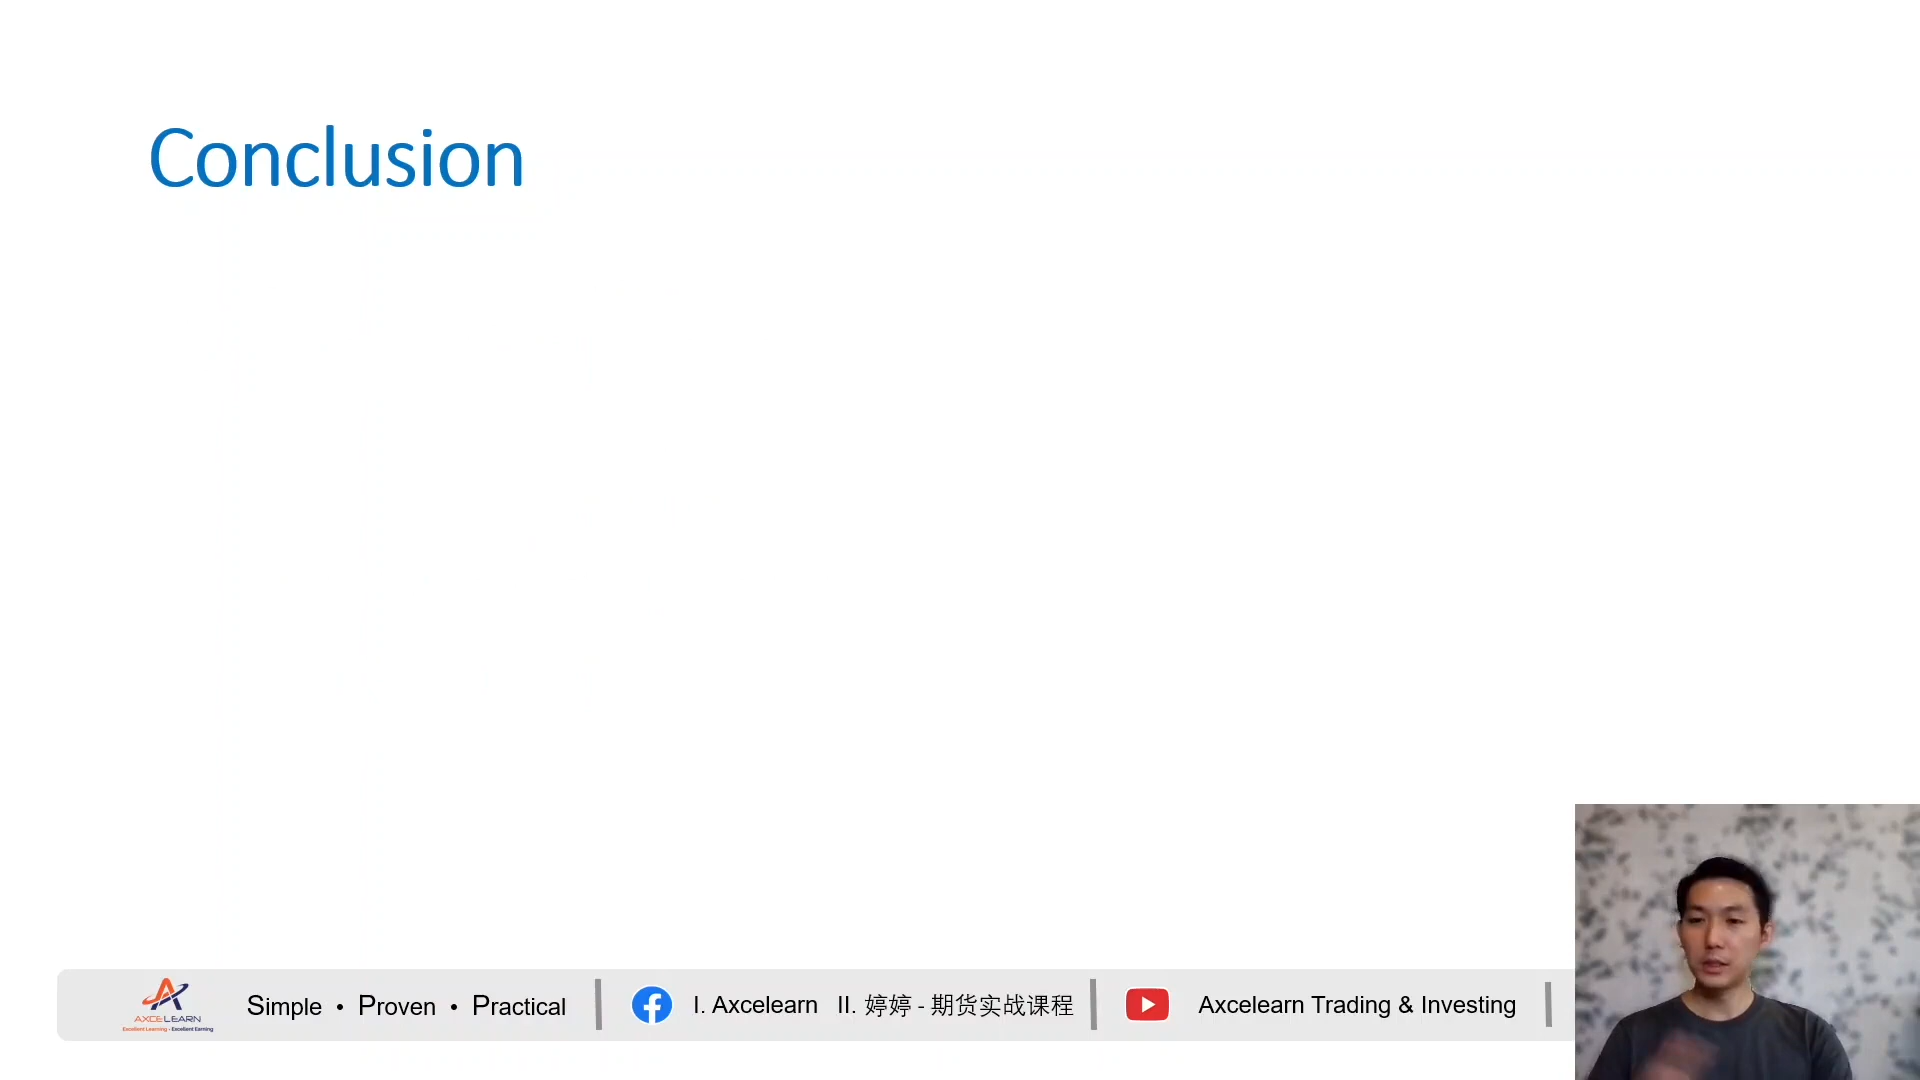 Conclusion
AXCELEARN
Excellent Learning - Excellent Earning
Simple • Proven • Practical
I. Axcelearn II. 婷婷 - 期货实战课程
Axcelearn Trading & Investing